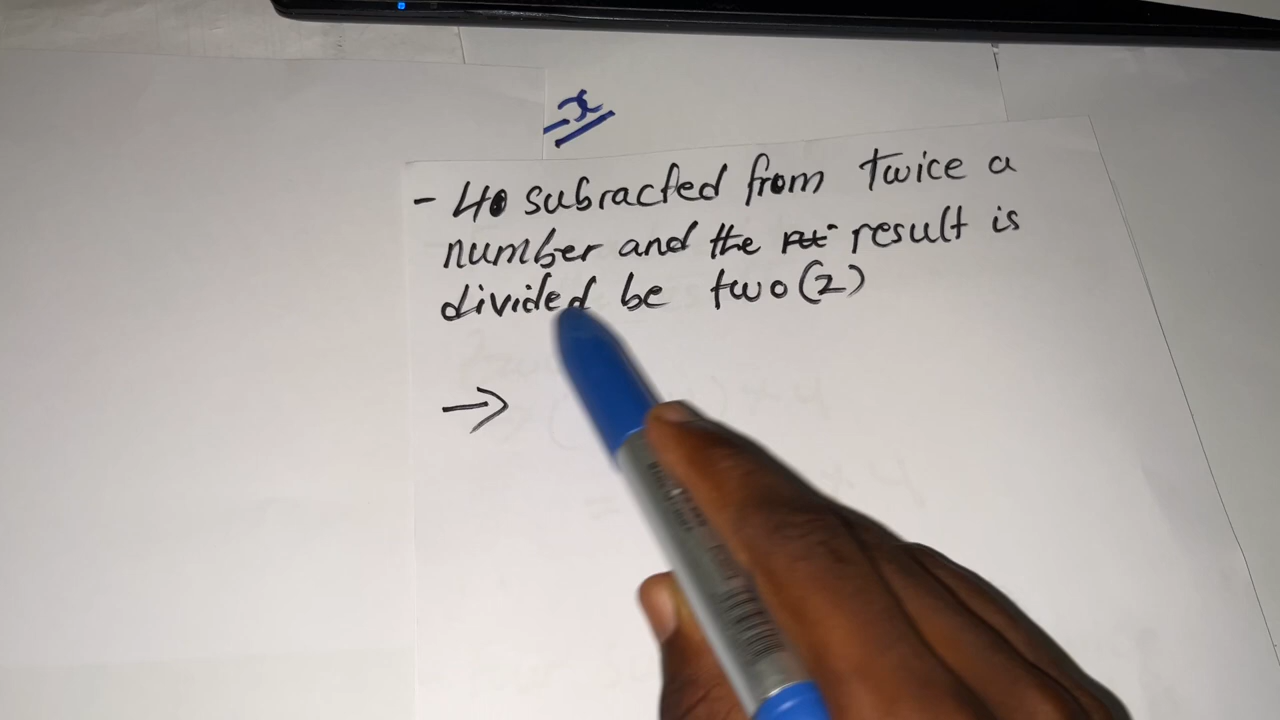 x
- 40 subracted from twice a
number and the result is
divided be two (2)
→